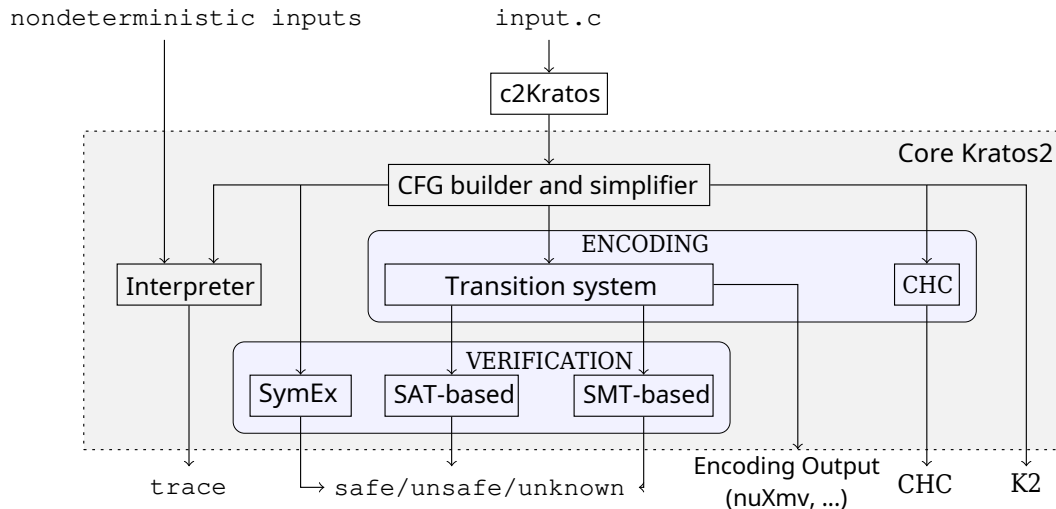 nondeterministic inputs
input.c
c2Kratos
Core Kratos2
CFG builder and simplifier
ENCODING
Interpreter
Transition system
CHC
VERIFICATION
SymEx
SAT-based
SMT-based
trace
safe/unsafe/unknown
Encoding Output
(nuXmv, ...)
CHC
K2